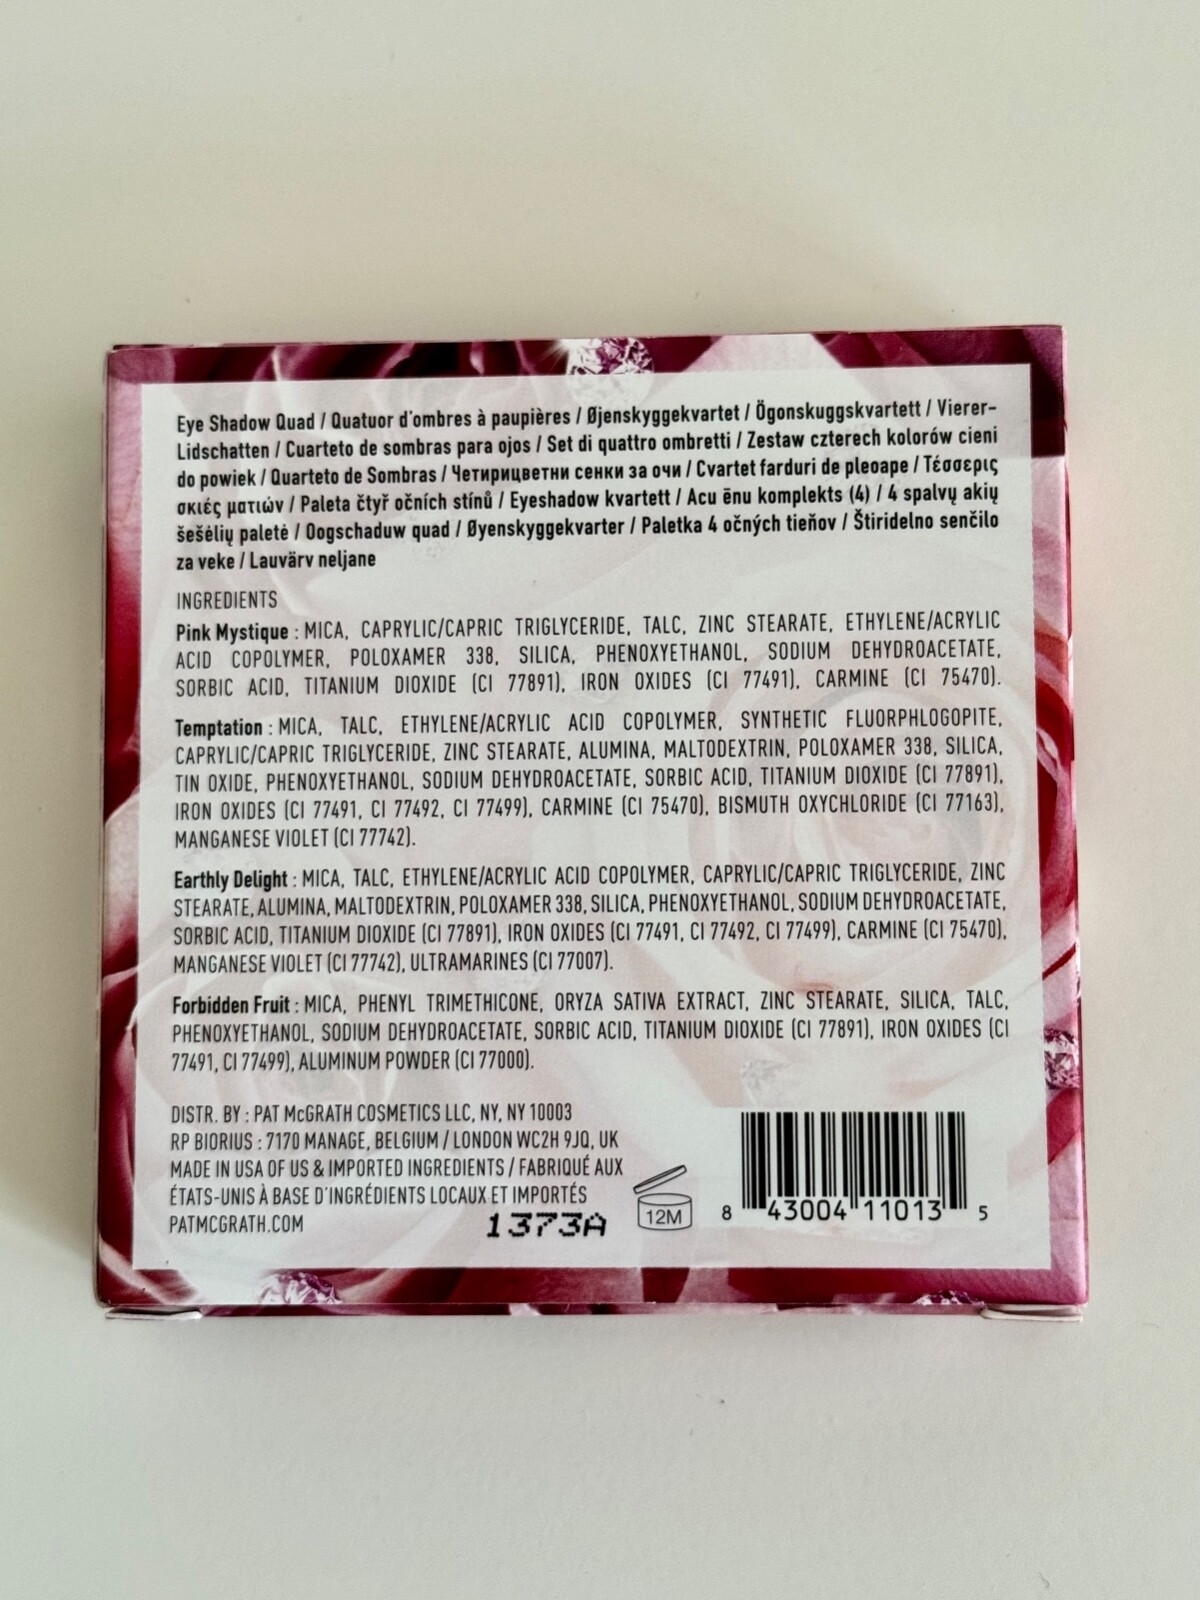 Eye Shadow Quad / Quatuor d'ombres à paupières / Øjenskyggekvartet / Ögonskuggskvartett / Vierer-
Lidschatten / Cuarteto de sombras para ojos / Set di quattro ombretti / Zestaw czterech kolorów cieni
do powiek / Quarteto de Sombras / Четирицветни сенки за очи / Cvartet farduri de pleoape / Τέσσερις
σκιές ματιών / Paleta čtyř očních stínů / Eyeshadow kvartett / Acu ēnu komplekts (4) / 4 spalvų akių
šešėlių paletė / Oogschaduw quad / Øyenskyggekvarter / Paletka 4 očných tieňov / Štiridelno senčilo
za veke / Lauvärv neljane
INGREDIENTS
Pink Mystique : MICA, CAPRYLIC/CAPRIC TRIGLYCERIDE, TALC, ZINC STEARATE, ETHYLENE/ACRYLIC
ACID COPOLYMER, POLOXAMER 338, SILICA, PHENOXYETHANOL, SODIUM DEHYDROACETATE,
SORBIC ACID, TITANIUM DIOXIDE (CI 77891), IRON OXIDES (CI 77491), CARMINE (CI 75470).
Temptation : MICA, TALC, ETHYLENE/ACRYLIC ACID COPOLYMER, SYNTHETIC FLUORPHLOGOPITE,
CAPRYLIC/CAPRIC TRIGLYCERIDE, ZINC STEARATE, ALUMINA, MALTODEXTRIN, POLOXAMER 338, SILICA,
TIN OXIDE, PHENOXYETHANOL, SODIUM DEHYDROACETATE, SORBIC ACID, TITANIUM DIOXIDE (CI 77891),
IRON OXIDES (CI 77491, CI 77492, CI 77499), CARMINE (CI 75470), BISMUTH OXYCHLORIDE (CI 77163),
MANGANESE VIOLET (CI 77742).
Earthly Delight : MICA, TALC, ETHYLENE/ACRYLIC ACID COPOLYMER, CAPRYLIC/CAPRIC TRIGLYCERIDE, ZINC
STEARATE, ALUMINA, MALTODEXTRIN, POLOXAMER 338, SILICA, PHENOXYETHANOL, SODIUM DEHYDROACETATE,
SORBIC ACID, TITANIUM DIOXIDE (CI 77891), IRON OXIDES (CI 77491, CI 77492, CI 77499), CARMINE (CI 75470),
MANGANESE VIOLET (CI 77742), ULTRAMARINES (CI 77007).
Forbidden Fruit : MICA, PHENYL TRIMETHICONE, ORYZA SATIVA EXTRACT, ZINC STEARATE, SILICA, TALC,
PHENOXYETHANOL, SODIUM DEHYDROACETATE, SORBIC ACID, TITANIUM DIOXIDE (CI 77891), IRON OXIDES (CI
77491, CI 77499), ALUMINUM POWDER (CI 77000).
DISTR. BY : PAT McGRATH COSMETICS LLC, NY, NY 10003
RP BIORIUS : 7170 MANAGE, BELGIUM / LONDON WC2H 9JQ, UK
MADE IN USA OF US & IMPORTED INGREDIENTS / FABRIQUÉ AUX
ÉTATS-UNIS À BASE D'INGRÉDIENTS LOCAUX ET IMPORTÉS
PATMCGRATH.COM
1373A
12M
8 43004 11013 5